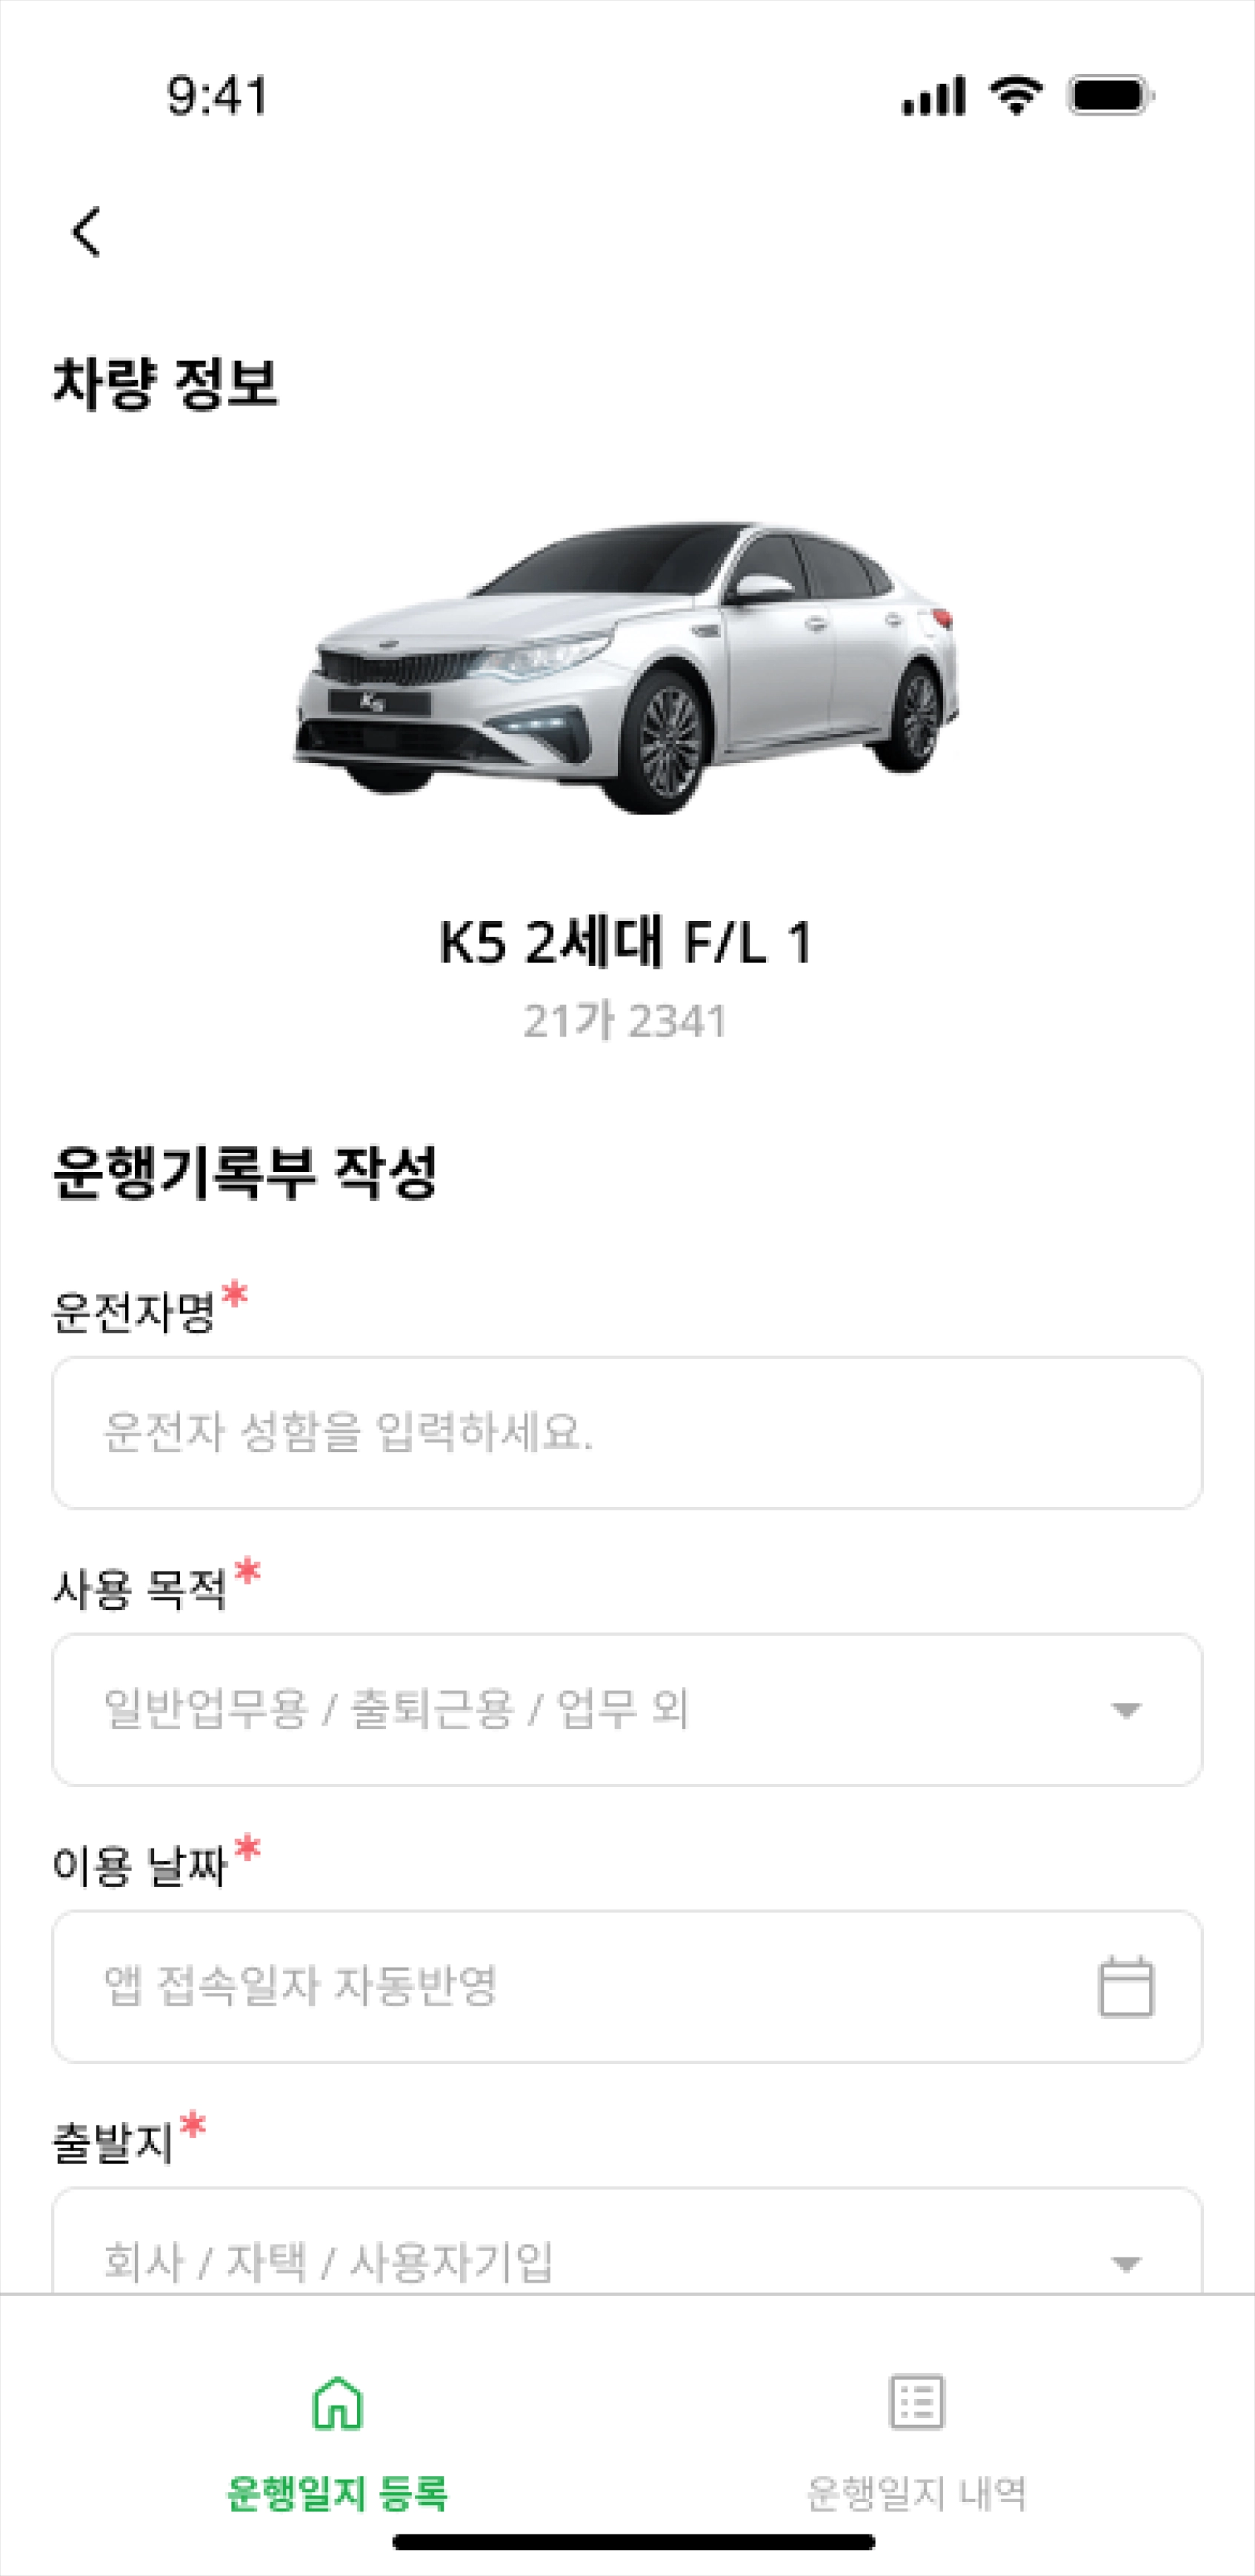 9:41
차량 정보
K5
K5 2세대 F/L 1
21가 2341
운행기록부 작성
운전자명*
운전자 성함을 입력하세요.
사용 목적*
일반업무용 / 출퇴근용 / 업무 외
이용 날짜*
앱 접속일자 자동반영
출발지*
회사 / 자택 / 사용자기입
운행일지 등록
운행일지 내역